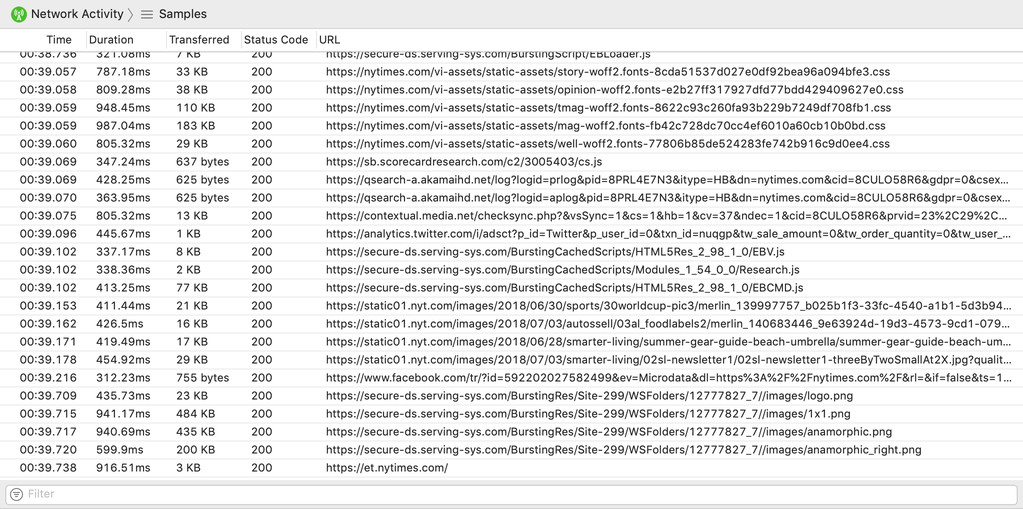 Network Activity Samples
Time Duration Transferred Status Code URL
00:38.736 321.08ms 7 KB 200 https://secure-ds.serving-sys.com/BurstingScript/EBLoader.js
00:39.057 787.18ms 33 KB 200 https://nytimes.com/vi-assets/static-assets/story-woff2.fonts-8cda51537d027e0df92bea96a094bfe3.css
00:39.058 809.28ms 38 KB 200 https://nytimes.com/vi-assets/static-assets/opinion-woff2.fonts-e2b27ff317927dfd77bdd429409627e0.css
00:39.059 948.45ms 110 KB 200 https://nytimes.com/vi-assets/static-assets/tmag-woff2.fonts-8622c93c260fa93b229b7249df708fb1.css
00:39.059 987.04ms 183 KB 200 https://nytimes.com/vi-assets/static-assets/mag-woff2.fonts-fb42c728dc70cc4ef6010a60cb10b0bd.css
00:39.060 805.32ms 29 KB 200 https://nytimes.com/vi-assets/static-assets/well-woff2.fonts-77806b85de524283fe742b916c9d0ee4.css
00:39.069 347.24ms 637 bytes 200 https://sb.scorecardresearch.com/c2/3005403/cs.js
00:39.069 428.25ms 625 bytes 200 https://qsearch-a.akamaihd.net/log?logid=prlog&pid=8PRL4E7N3&itype=HB&dn=nytimes.com&cid=8CULO58R6&gdpr=0&csex...
00:39.070 363.95ms 625 bytes 200 https://qsearch-a.akamaihd.net/log?logid=aplog&pid=8PRL4E7N3&itype=HB&dn=nytimes.com&cid=8CULO58R6&gdpr=0&csex...
00:39.075 805.32ms 13 KB 200 https://contextual.media.net/checksync.php?&vsSync=1&cs=1&hb=1&cv=37&ndec=1&cid=8CULO58R6&prvid=23%2C29%2C...
00:39.096 445.67ms 1 KB 200 https://analytics.twitter.com/i/adsct?p_id=Twitter&p_user_id=0&txn_id=nuqgp&tw_sale_amount=0&tw_order_quantity=0&tw_user_...
00:39.102 337.17ms 8 KB 200 https://secure-ds.serving-sys.com/BurstingCachedScripts/HTML5Res_2_98_1_0/EBV.js
00:39.102 338.36ms 2 KB 200 https://secure-ds.serving-sys.com/BurstingCachedScripts/Modules_1_54_0_0/Research.js
00:39.102 413.25ms 77 KB 200 https://secure-ds.serving-sys.com/BurstingCachedScripts/HTML5Res_2_98_1_0/EBCMD.js
00:39.153 411.44ms 21 KB 200 https://static01.nyt.com/images/2018/06/30/sports/30worldcup-pic3/merlin_139997757_b025b1f3-33fc-4540-a1b1-5d3b94...
00:39.162 426.5ms 16 KB 200 https://static01.nyt.com/images/2018/07/03/autossell/03al_foodlabels2/merlin_140683446_9e63924d-19d3-4573-9cd1-079...
00:39.171 419.49ms 17 KB 200 https://static01.nyt.com/images/2018/06/28/smarter-living/summer-gear-guide-beach-umbrella/summer-gear-guide-beach-um...
00:39.178 454.92ms 29 KB 200 https://static01.nyt.com/images/2018/07/03/smarter-living/02sl-newsletter1/02sl-newsletter1-threeByTwoSmallAt2X.jpg?qualit...
00:39.216 312.23ms 755 bytes 200 https://www.facebook.com/tr/?id=592202027582499&ev=Microdata&dl=https%3A%2F%2Fnytimes.com%2F&rl=&if=false&ts=1...
00:39.709 435.73ms 23 KB 200 https://secure-ds.serving-sys.com/BurstingRes/Site-299/WSFolders/12777827_7//images/logo.png
00:39.715 941.17ms 484 KB 200 https://secure-ds.serving-sys.com/BurstingRes/Site-299/WSFolders/12777827_7//images/1x1.png
00:39.717 940.69ms 435 KB 200 https://secure-ds.serving-sys.com/BurstingRes/Site-299/WSFolders/12777827_7//images/anamorphic.png
00:39.720 599.9ms 200 KB 200 https://secure-ds.serving-sys.com/BurstingRes/Site-299/WSFolders/12777827_7//images/anamorphic_right.png
00:39.738 916.51ms 3 KB 200 https://et.nytimes.com/
Filter